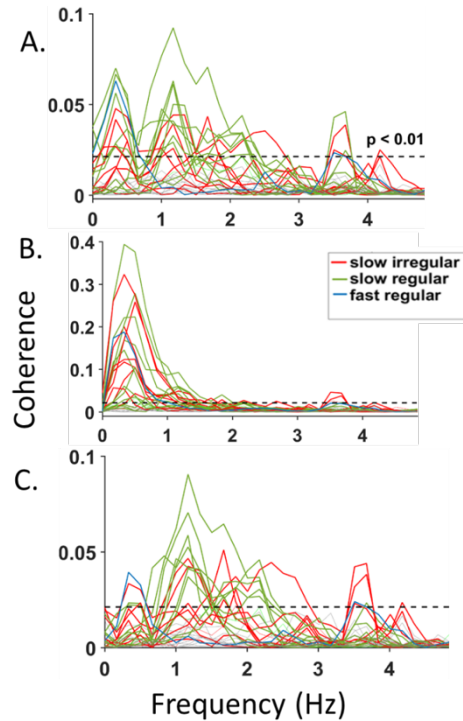 A.
0.1
0.05
0
p < 0.01
0 1 2 3 4
B.
0.4
0.3
0.2
0.1
0
slow irregular
slow regular
fast regular
0 1 2 3 4
Coherence
C.
0.1
0.05
0
0 1 2 3 4
Frequency (Hz)